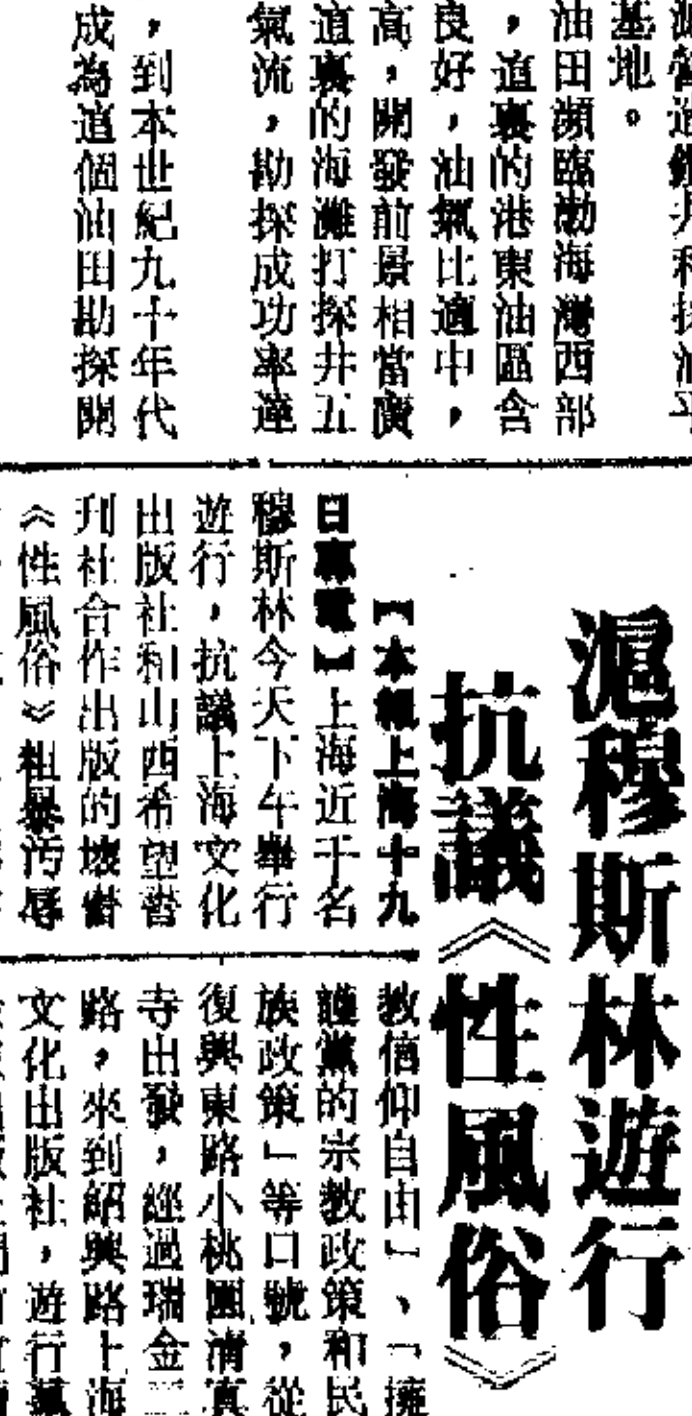 基地。
油田瀕臨渤海灣西部
，這裏的港東油區含
良好，油氣比適中，
高，開發前景相當廣
道裏的海灘打探井五
氣流，勘探成功率達
，到本世紀九十年代
成為這個油田勘探開
滬穆斯林遊行
抗議《性風俗》
【本報上海十九
日專電】上海近千名
穆斯林今天下午舉行
遊行，抗議上海文化
出版社和山西希望書
刊社合作出版的壞書
《性風俗》粗暴污辱
教信仰自由」、「擁
護黨的宗教政策和民
族政策」等口號，從
復興東路小桃園清真
寺出發，經過瑞金二
路，來到紹興路上海
文化出版社，遊行